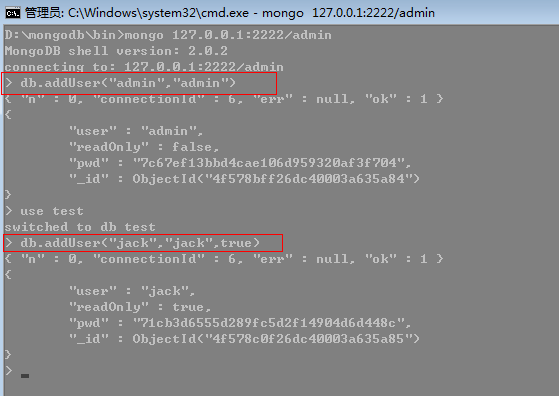 管理员: C:\Windows\system32\cmd.exe - mongo  127.0.0.1:2222/admin
D:\mongodb\bin>mongo 127.0.0.1:2222/admin
MongoDB shell version: 2.0.2
connecting to: 127.0.0.1:2222/admin
> db.addUser("admin","admin")
{ "n" : 0, "connectionId" : 6, "err" : null, "ok" : 1 }
{
        "user" : "admin",
        "readOnly" : false,
        "pwd" : "7c67ef13bbd4cae106d959320af3f704",
        "_id" : ObjectId("4f578bff26dc40003a635a84")
}
> use test
switched to db test
> db.addUser("jack","jack",true)
{ "n" : 0, "connectionId" : 6, "err" : null, "ok" : 1 }
{
        "user" : "jack",
        "readOnly" : true,
        "pwd" : "71cb3d6555d289fc5d2f14904d6d448c",
        "_id" : ObjectId("4f578c0f26dc40003a635a85")
}
>